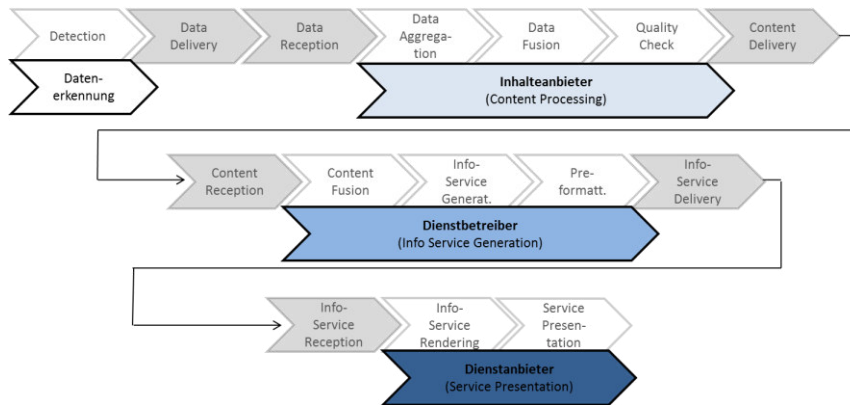 Detection
Data
Delivery
Data
Reception
Data
Aggrega-
tion
Data
Fusion
Quality
Check
Content
Delivery
Daten-
erkennung
Inhalteanbieter
(Content Processing)
Content
Reception
Content
Fusion
Info-
Service
Generat.
Pre-
formatt.
Info-
Service
Delivery
Dienstbetreiber
(Info Service Generation)
Info-
Service
Reception
Info-
Service
Rendering
Service
Presen-
tation
Dienstanbieter
(Service Presentation)